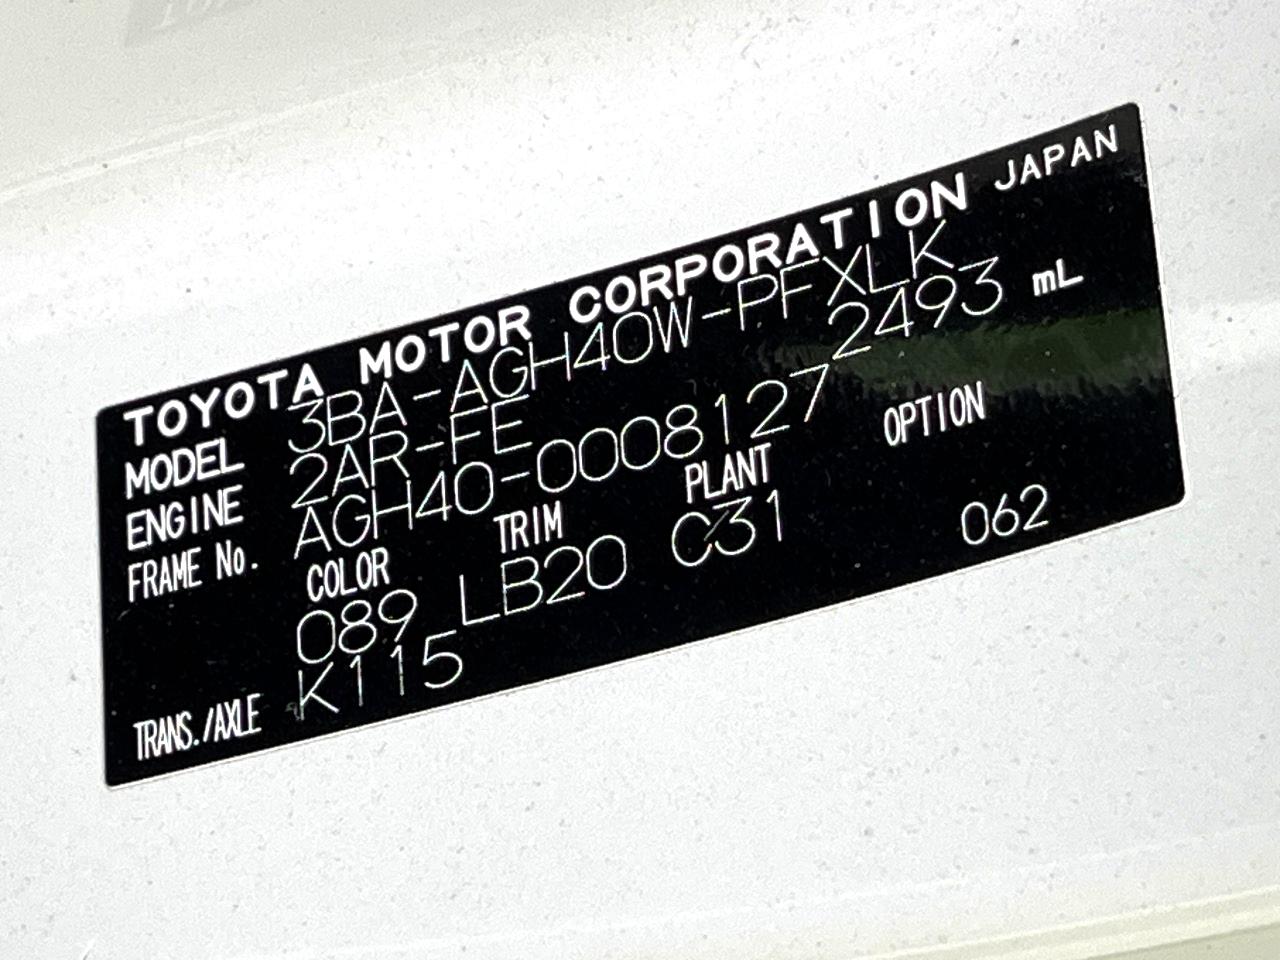 TOYOTA MOTOR CORPORATION JAPAN
MODEL 3BA-AGH40W-PFXLK
ENGINE 2AR-FE 2493 mL
FRAME No. AGH40-0008127
COLOR TRIM PLANT OPTION
089 LB20 C31 062
TRANS./AXLE K115